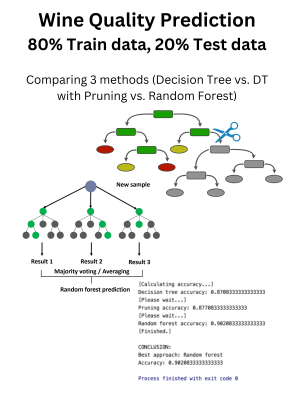 Wine Quality Prediction
80% Train data, 20% Test data
Comparing 3 methods (Decision Tree vs. DT
with Pruning vs. Random Forest)
New sample
Result 1 Result 2 Result 3
Majority voting / Averaging
Random forest prediction
[Calculating accuracy...]
Decision tree accuracy: 0.8708333333333333
[Please wait...]
Pruning accuracy: 0.8770833333333333
[Please wait...]
Random forest accuracy: 0.9020833333333333
[Finished.]
CONCLUSION:
Best approach: Random forest
Accuracy: 0.9020833333333333
Process finished with exit code 0